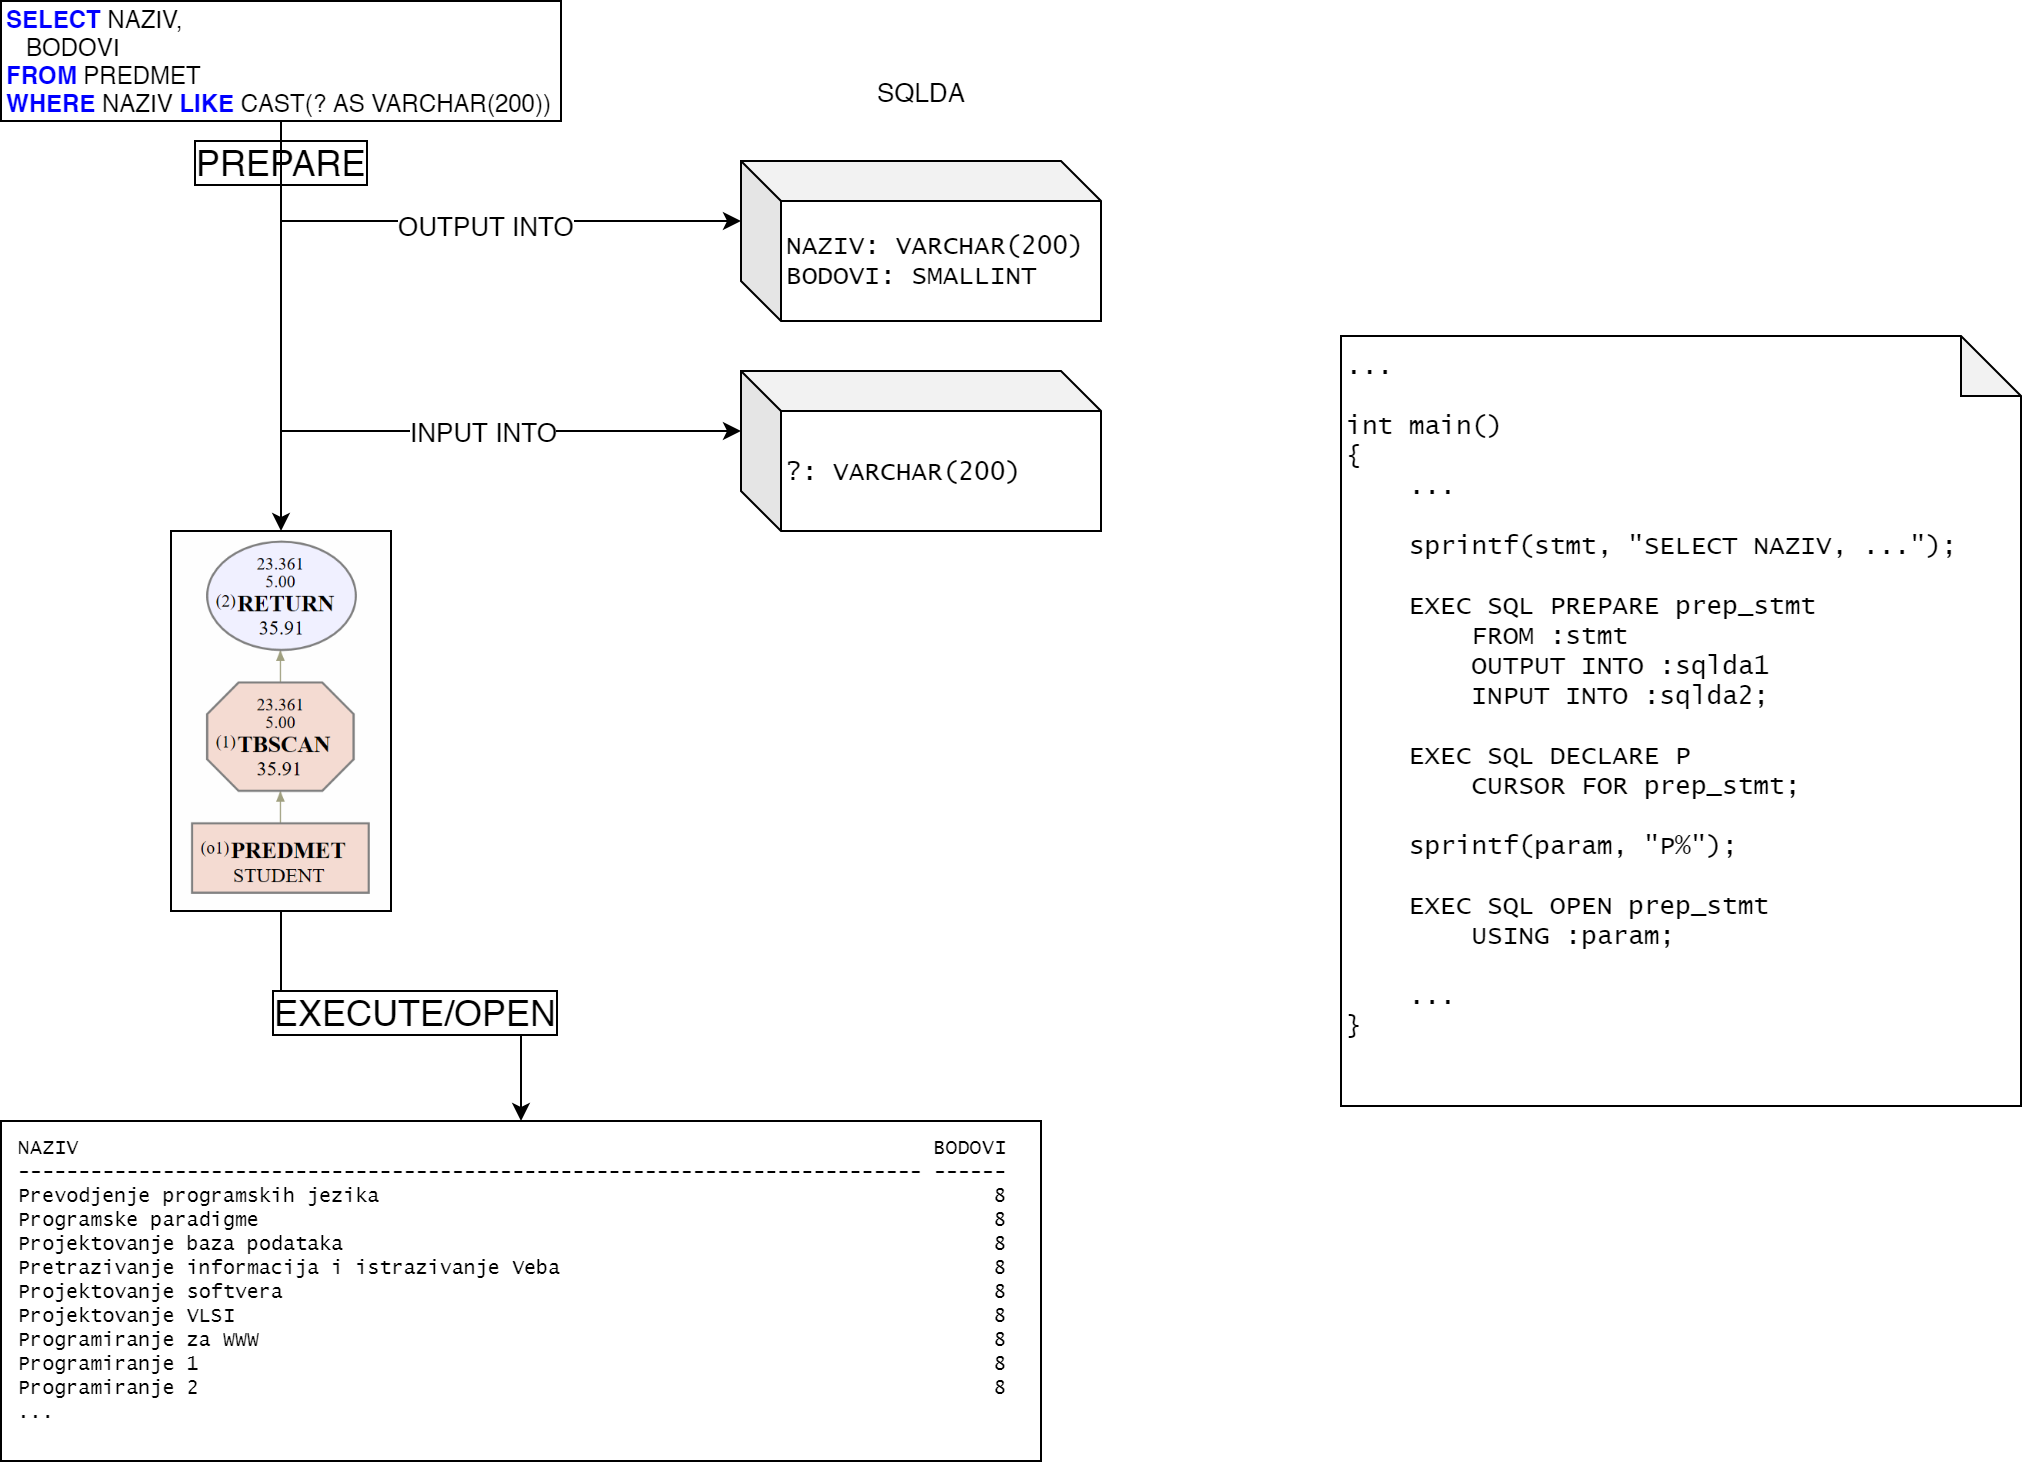 SELECT NAZIV,
BODOVI
FROM PREDMET
WHERE NAZIV LIKE CAST(? AS VARCHAR(200))
PREPARE
SQLDA
OUTPUT INTO
NAZIV: VARCHAR(200)
BODOVI: SMALLINT
INPUT INTO
?: VARCHAR(200)
23.361
5.00
(2)RETURN
35.91
23.361
5.00
(1)TBSCAN
35.91
(o1)PREDMET
STUDENT
EXECUTE/OPEN
NAZIV BODOVI
--------------------------------------------------------------------------- ------
Prevodjenje programskih jezika 8
Programske paradigme 8
Projektovanje baza podataka 8
Pretrazivanje informacija i istrazivanje Veba 8
Projektovanje softvera 8
Projektovanje VLSI 8
Programiranje za WWW 8
Programiranje 1 8
Programiranje 2 8
...
...
int main()
{
...
sprintf(stmt, "SELECT NAZIV, ...");
EXEC SQL PREPARE prep_stmt
FROM :stmt
OUTPUT INTO :sqlda1
INPUT INTO :sqlda2;
EXEC SQL DECLARE P
CURSOR FOR prep_stmt;
sprintf(param, "P%");
EXEC SQL OPEN prep_stmt
USING :param;
...
}